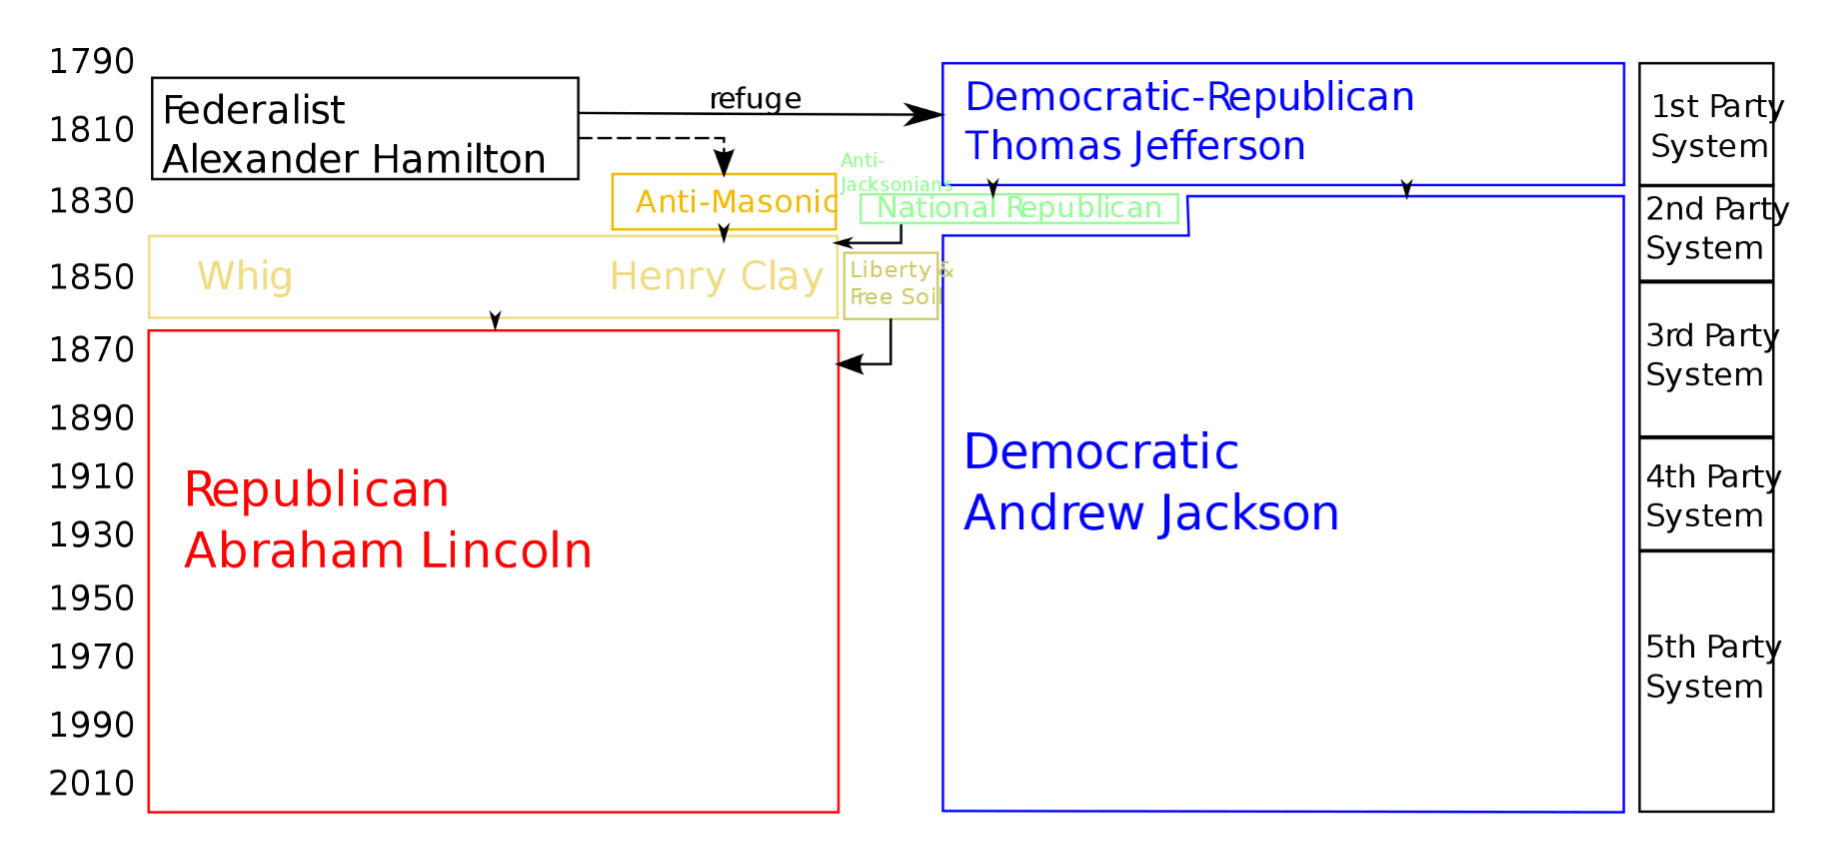 1790
1810
1830
1850
1870
1890
1910
1930
1950
1970
1990
2010
Federalist
Alexander Hamilton
refuge
Democratic-Republican
Thomas Jefferson
Anti-
Jacksonians
Anti-Masonic
National Republican
Whig Henry Clay
Liberty &
Free Soil
Republican
Abraham Lincoln
Democratic
Andrew Jackson
1st Party
System
2nd Party
System
3rd Party
System
4th Party
System
5th Party
System